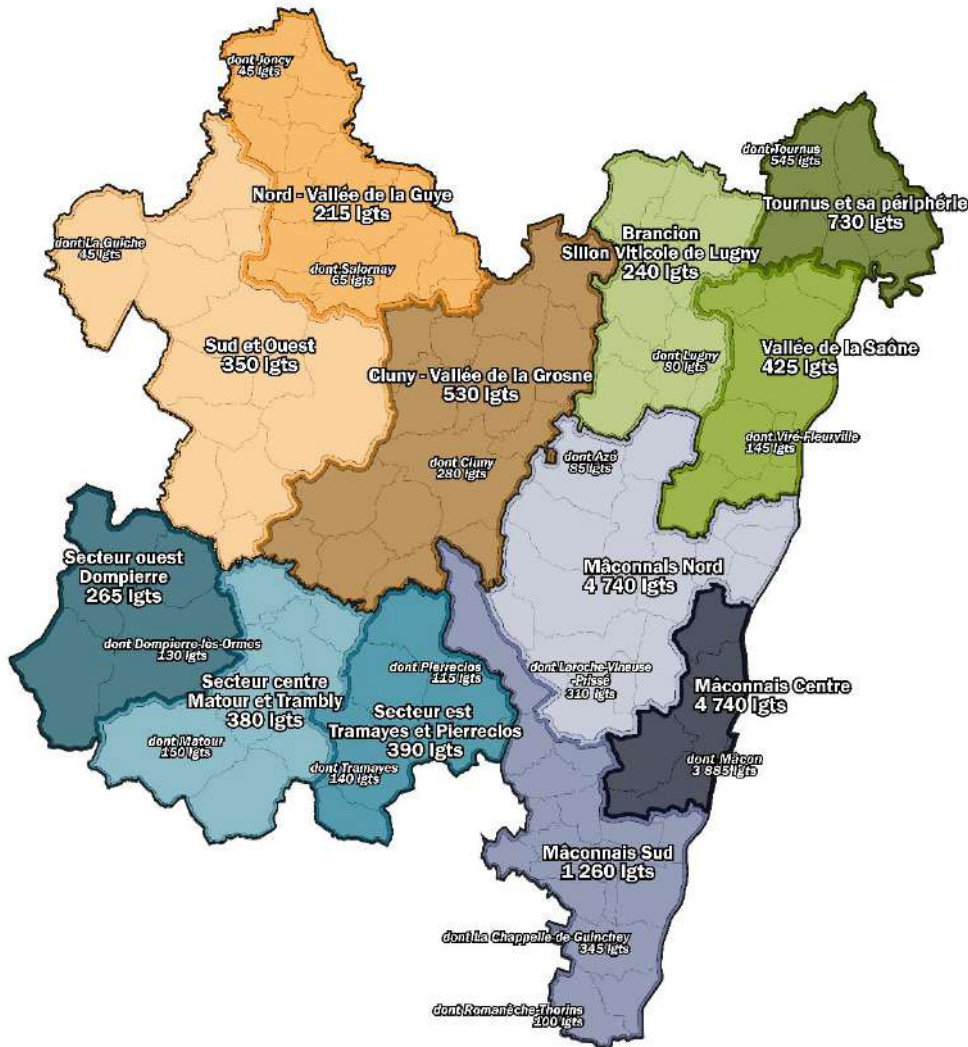 dont Joncy
45 lgts
Nord - Vallée de la Guye
215 lgts
dont Salornay
65 lgts
dont La Guiche
45 lgts
Sud et Ouest
350 lgts
Cluny - Vallée de la Grosne
530 lgts
dont Cluny
280 lgts
dont Tournus
545 lgts
Tournus et sa périphérie
730 lgts
Brancion
Sillon Viticole de Lugny
240 lgts
dont Lugny
80 lgts
Vallée de la Saône
425 lgts
dont Viré-Fleurville
145 lgts
dont Azé
85 lgts
Mâconnais Nord
4 740 lgts
dont Laroche-Vineuse
-Prissé
310 lgts
Secteur ouest
Dompierre
265 lgts
dont Dompierre-lès-Ormes
130 lgts
Secteur centre
Matour et Trambly
380 lgts
dont Matour
150 lgts
dont Pierreclos
115 lgts
Secteur est
Tramayes et Pierreclos
390 lgts
dont Tramayes
140 lgts
Mâconnais Centre
4 740 lgts
dont Mâcon
3 885 lgts
Mâconnais Sud
1 260 lgts
dont La Chappelle-de-Guinchey
345 lgts
dont Romanèche-Thorins
100 lgts